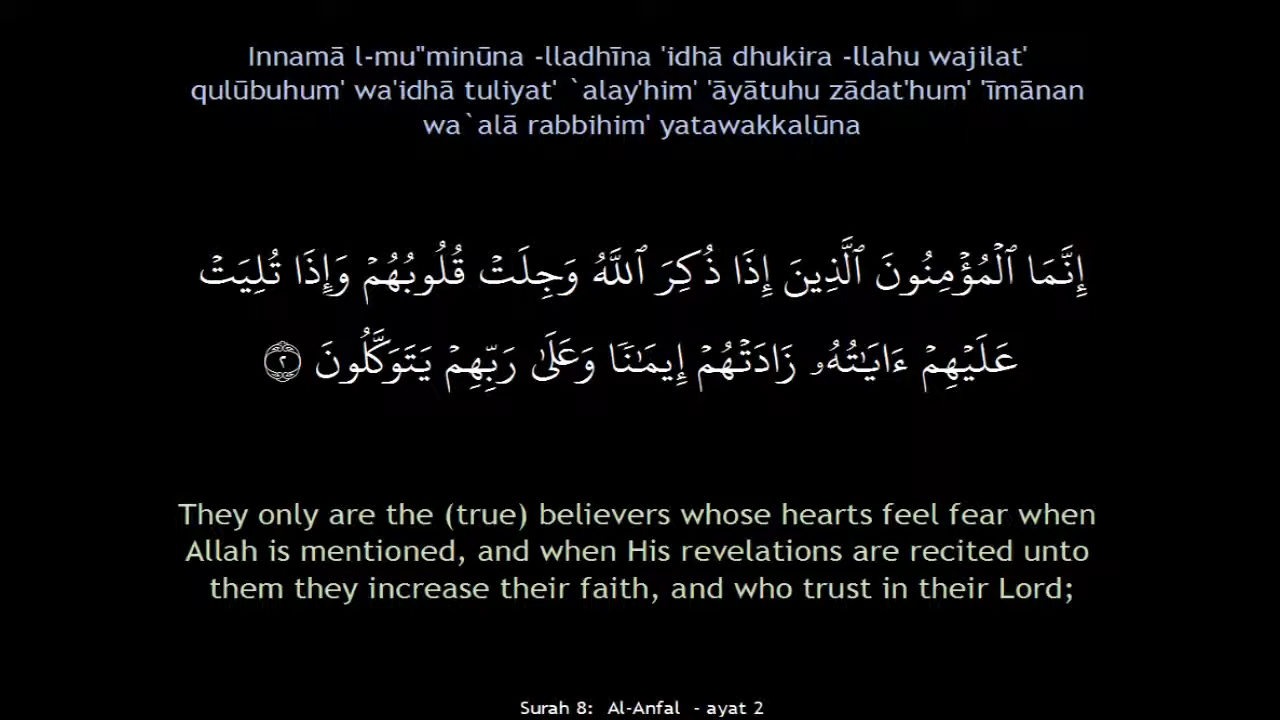 Innamā l-mu"minūna -lladhīna 'idhā dhukira -llahu wajilat'
qulūbuhum' wa'idhā tuliyat' `alay'him' 'āyātuhu zādat'hum' 'īmānan
wa`alā rabbihim' yatawakkalūna
إِنَّمَا ٱلْمُؤْمِنُونَ ٱلَّذِينَ إِذَا ذُكِرَ ٱللَّهُ وَجِلَتْ قُلُوبُهُمْ وَإِذَا تُلِيَتْ
عَلَيْهِمْ ءَايَـٰتُهُۥ زَادَتْهُمْ إِيمَـٰنًا وَعَلَىٰ رَبِّهِمْ يَتَوَكَّلُونَ ۝٢
They only are the (true) believers whose hearts feel fear when
Allah is mentioned, and when His revelations are recited unto
them they increase their faith, and who trust in their Lord;
Surah 8: Al-Anfal - ayat 2